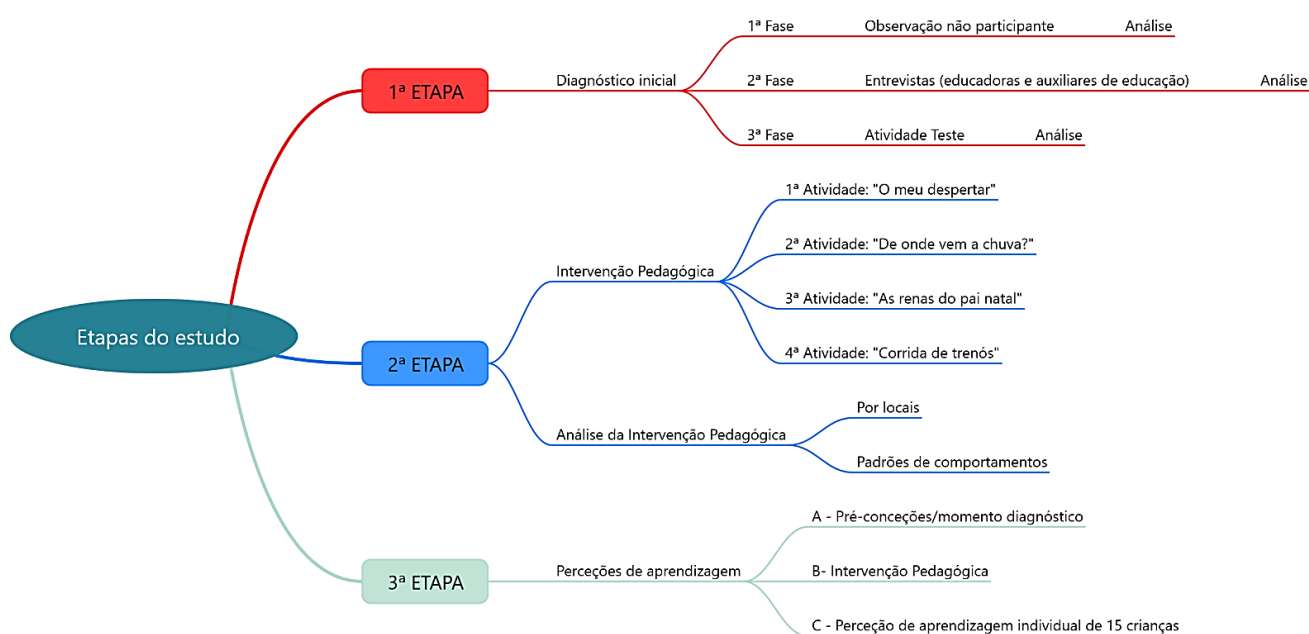 Etapas do estudo
1ª ETAPA
Diagnóstico inicial
1ª Fase Observação não participante Análise
2ª Fase Entrevistas (educadoras e auxiliares de educação) Análise
3ª Fase Atividade Teste Análise
2ª ETAPA
Intervenção Pedagógica
1ª Atividade: "O meu despertar"
2ª Atividade: "De onde vem a chuva?"
3ª Atividade: "As renas do pai natal"
4ª Atividade: "Corrida de trenós"
Análise da Intervenção Pedagógica
Por locais
Padrões de comportamentos
3ª ETAPA
Perceções de aprendizagem
A - Pré-conceções/momento diagnóstico
B- Intervenção Pedagógica
C - Perceção de aprendizagem individual de 15 crianças